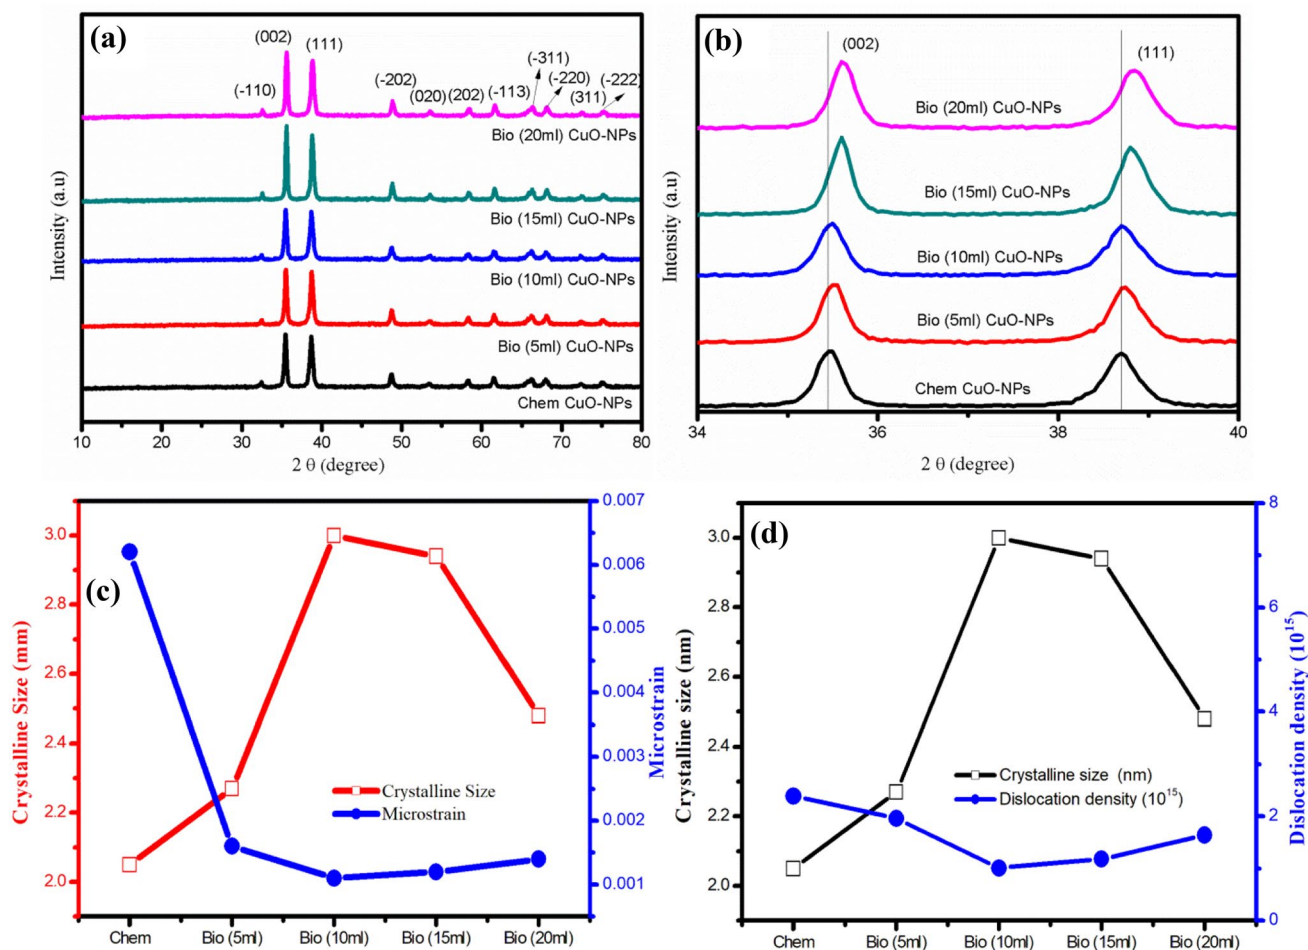 (a)
(002)
(111)
(-110)
(-202)
(020)
(202)
(-113)
(-311)
(-220)
(311)
(-222)
Bio (20ml) CuO-NPs
Bio (15ml) CuO-NPs
Bio (10ml) CuO-NPs
Bio (5ml) CuO-NPs
Chem CuO-NPs
Intensity (a.u)
10 20 30 40 50 60 70 80
2 θ (degree)
(b)
(002)
(111)
Bio (20ml) CuO-NPs
Bio (15ml) CuO-NPs
Bio (10ml) CuO-NPs
Bio (5ml) CuO-NPs
Chem CuO-NPs
Intensity (a.u)
34 36 38 40
2 θ (degree)
(c)
Crystalline Size (mm)
3.0
2.8
2.6
2.4
2.2
2.0
Crystalline Size
Microstrain
0.007
0.006
0.005
0.004
0.003
0.002
0.001
Microstrain
Chem Bio (5ml) Bio (10ml) Bio (15ml) Bio (20ml)
(d)
Crystalline size (nm)
3.0
2.8
2.6
2.4
2.2
2.0
Crystalline size (nm)
Dislocation density (10¹⁵)
8
6
4
2
0
Dislocation density (10¹⁵)
Chem Bio (5ml) Bio (10ml) Bio (15ml) Bio (20ml)